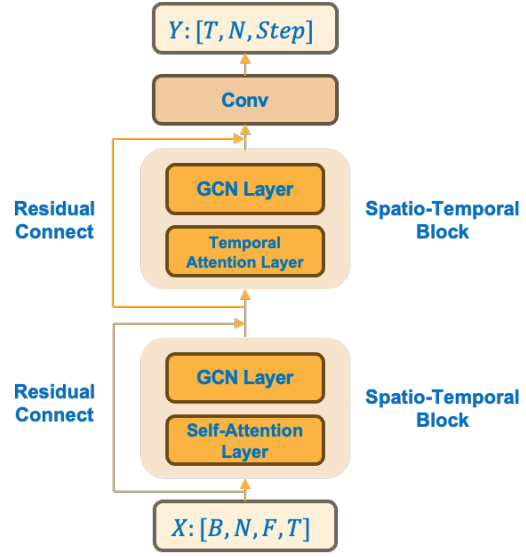 Y: [T, N, Step]
Conv
GCN Layer
Temporal
Attention Layer
Residual
Connect
Spatio-Temporal
Block
GCN Layer
Self-Attention
Layer
Residual
Connect
Spatio-Temporal
Block
X: [B, N, F, T]